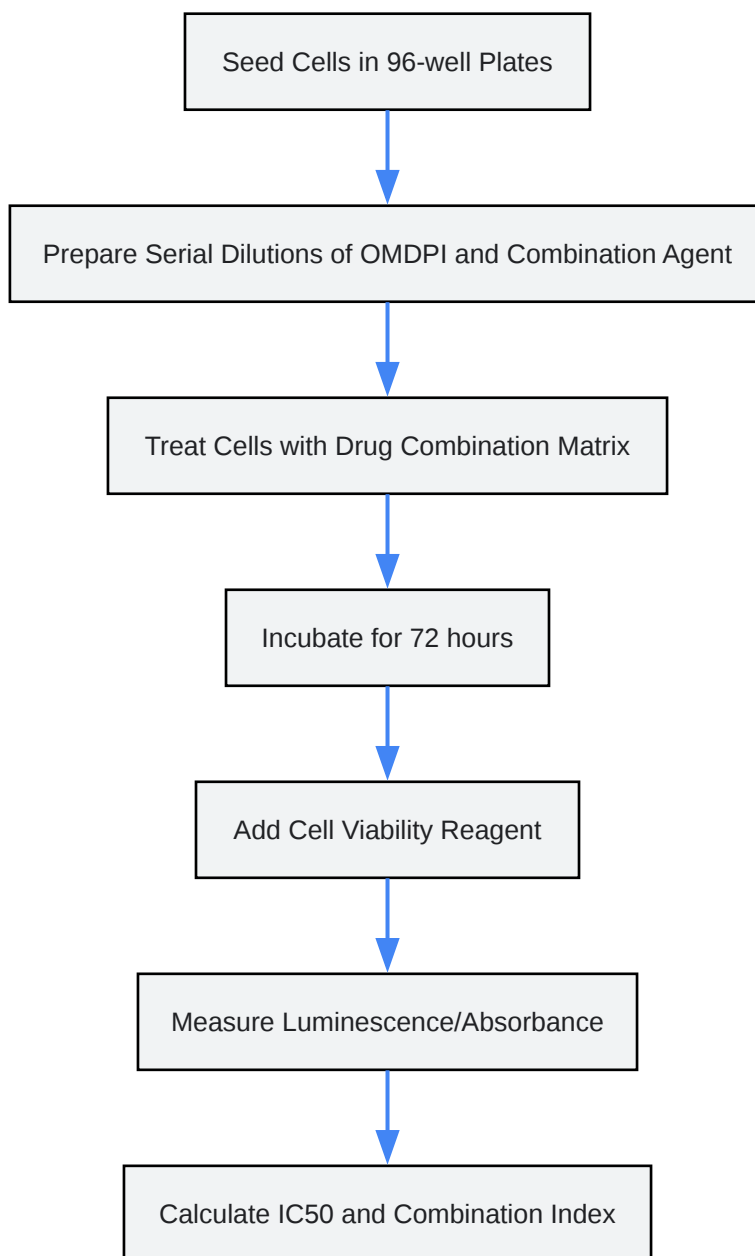 Seed Cells in 96-well Plates
Prepare Serial Dilutions of OMDPI and Combination Agent
Treat Cells with Drug Combination Matrix
Incubate for 72 hours
Add Cell Viability Reagent
Measure Luminescence/Absorbance
Calculate IC50 and Combination Index